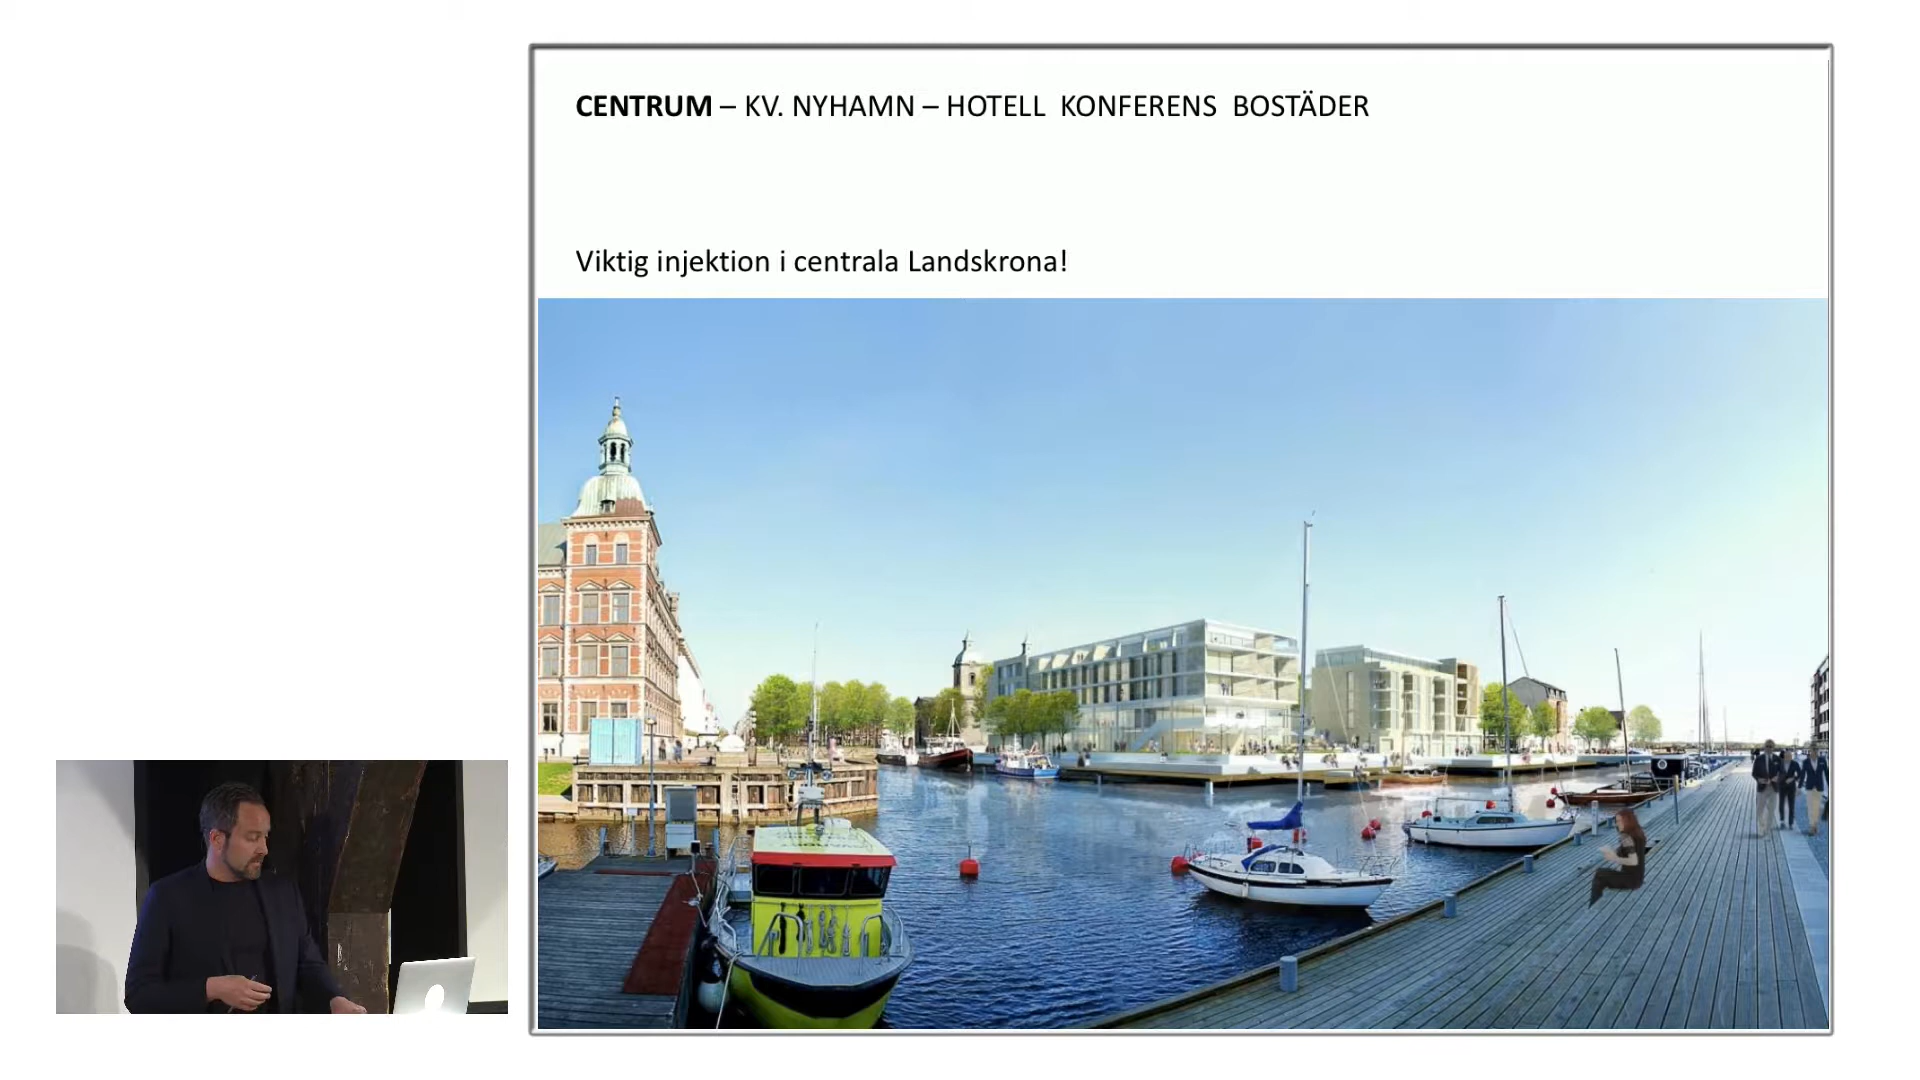 CENTRUM – KV. NYHAMN – HOTELL KONFERENS BOSTÄDER
Viktig injektion i centrala Landskrona!